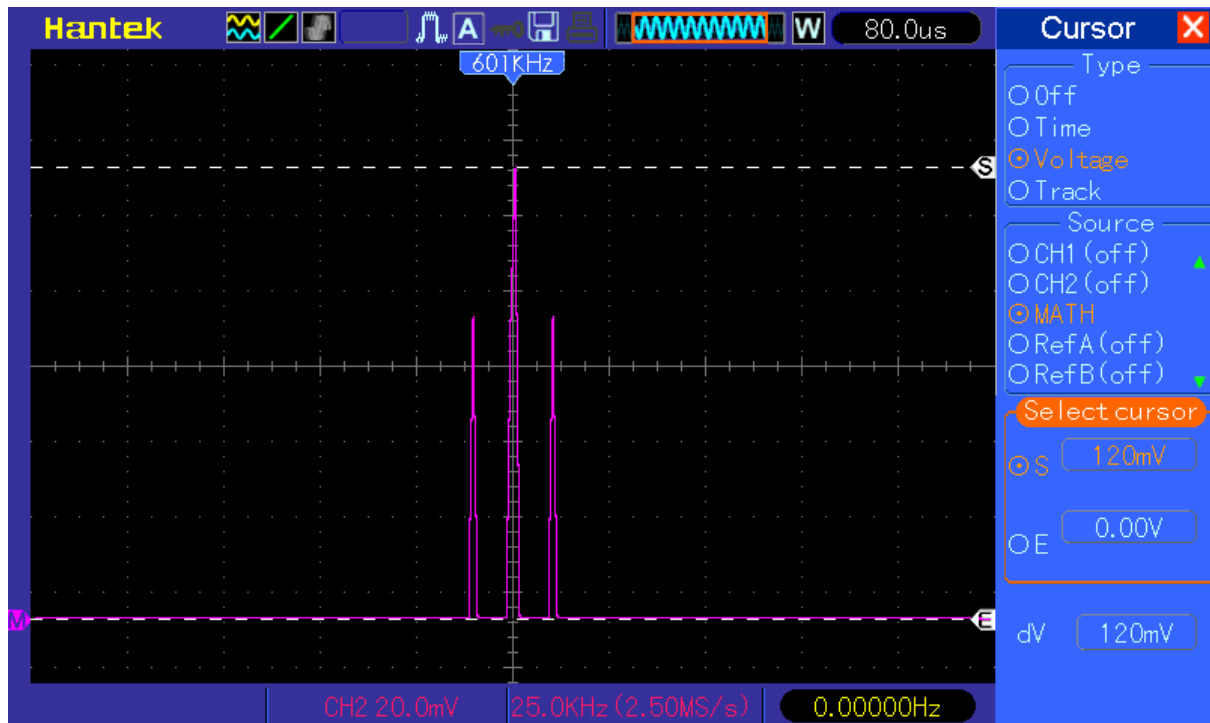 Hantek A W 80.0us
601KHz
S
M
E
CH2 20.0mV 25.0KHz(2.50MS/s) 0.00000Hz
Cursor X
Type
Off
Time
Voltage
Track
Source
CH1(off)
CH2(off)
MATH
RefA(off)
RefB(off)
Select cursor
S 120mV
E 0.00V
dV 120mV